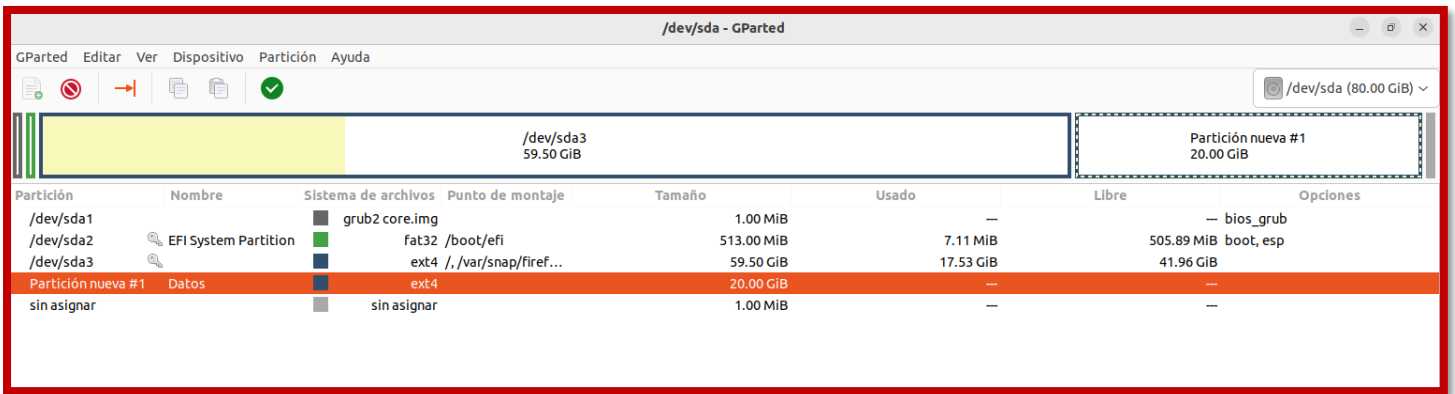 /dev/sda - GParted
GParted Editar Ver Dispositivo Partición Ayuda
/dev/sda (80.00 GiB)
/dev/sda3
59.50 GiB
Partición nueva #1
20.00 GiB
Partición Nombre Sistema de archivos Punto de montaje Tamaño Usado Libre Opciones
/dev/sda1 grub2 core.img 1.00 MiB --- --- bios_grub
/dev/sda2 EFI System Partition fat32 /boot/efi 513.00 MiB 7.11 MiB 505.89 MiB boot, esp
/dev/sda3 ext4 /, /var/snap/firef... 59.50 GiB 17.53 GiB 41.96 GiB
Partición nueva #1 Datos ext4 20.00 GiB --- ---
sin asignar sin asignar 1.00 MiB --- ---